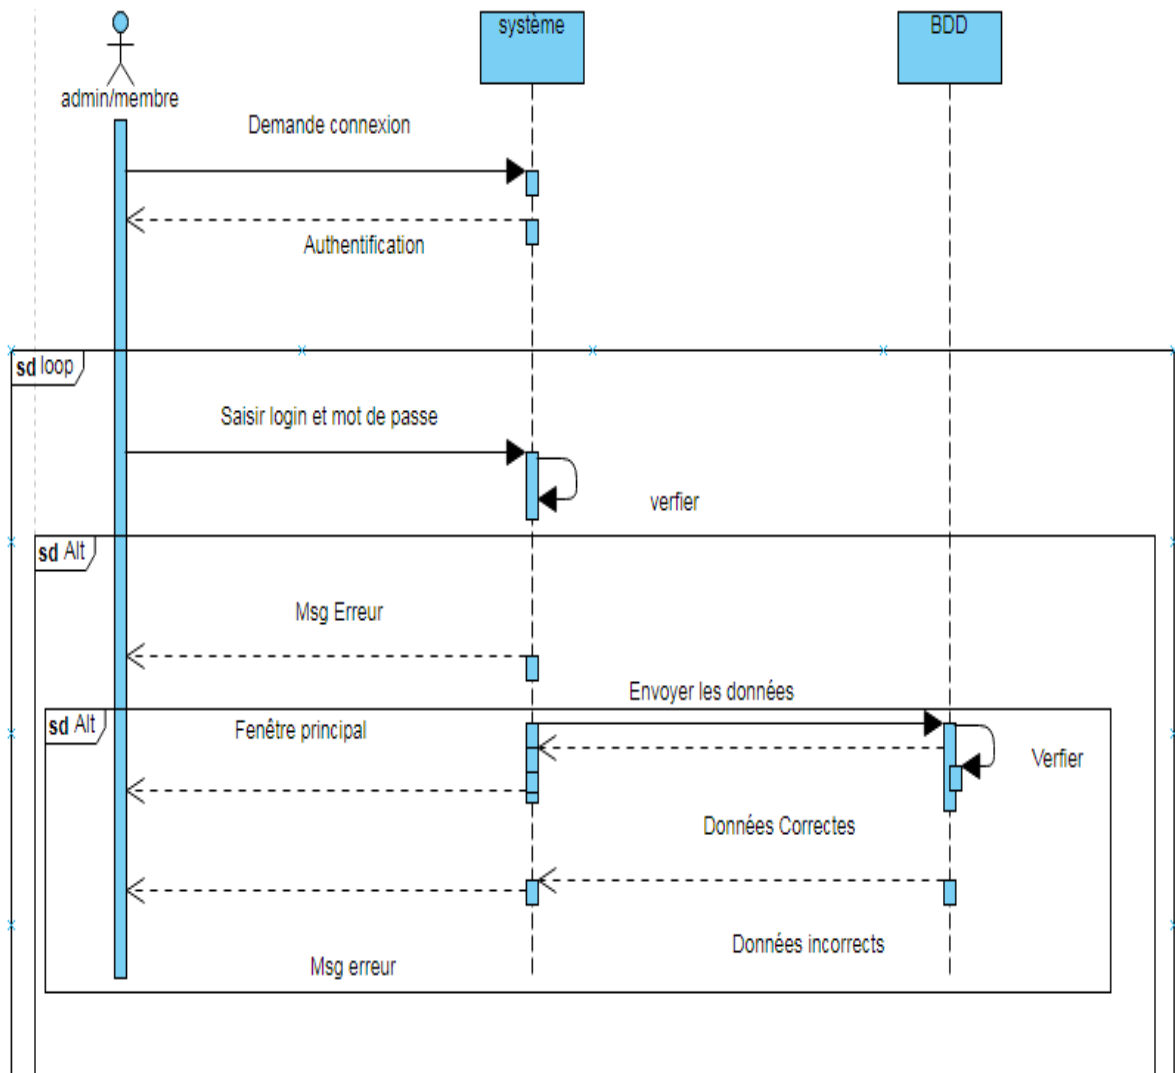 système
BDD
admin/membre
Demande connexion
Authentification
sd loop
Saisir login et mot de passe
verfier
sd Alt
Msg Erreur
Envoyer les données
sd Alt
Fenêtre principal
Verfier
Données Correctes
Données incorrects
Msg erreur